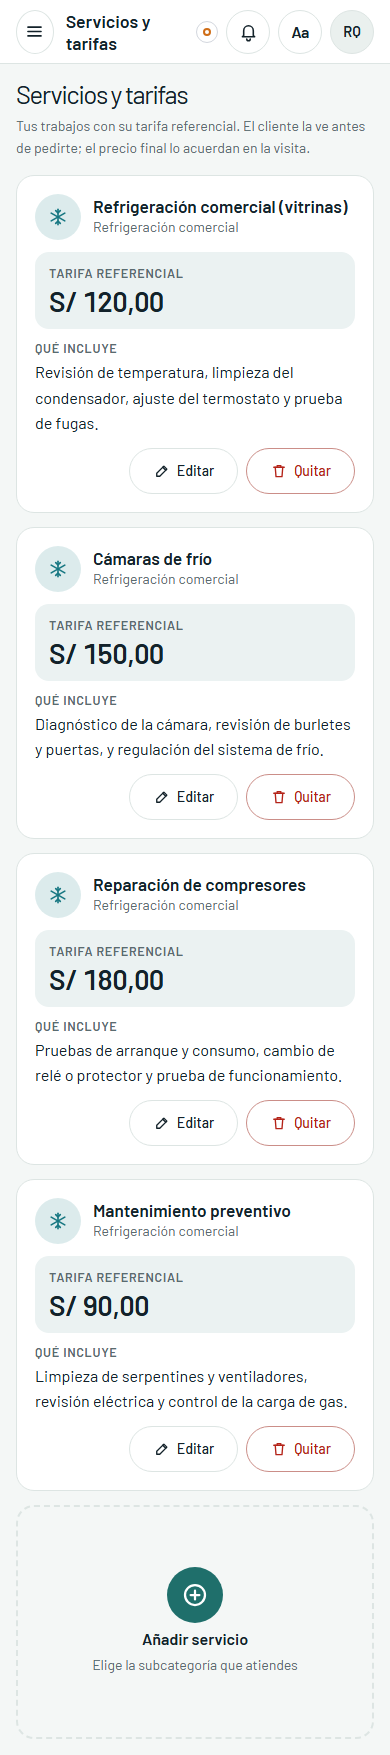 Servicios y
tarifas
Aa
RQ
Servicios y tarifas
Tus trabajos con su tarifa referencial. El cliente la ve antes
de pedirte; el precio final lo acuerdan en la visita.
Refrigeración comercial (vitrinas)
Refrigeración comercial
TARIFA REFERENCIAL
S/ 120,00
QUÉ INCLUYE
Revisión de temperatura, limpieza del
condensador, ajuste del termostato y prueba
de fugas.
Editar
Quitar
Cámaras de frío
Refrigeración comercial
TARIFA REFERENCIAL
S/ 150,00
QUÉ INCLUYE
Diagnóstico de la cámara, revisión de burletes
y puertas, y regulación del sistema de frío.
Editar
Quitar
Reparación de compresores
Refrigeración comercial
TARIFA REFERENCIAL
S/ 180,00
QUÉ INCLUYE
Pruebas de arranque y consumo, cambio de
relé o protector y prueba de funcionamiento.
Editar
Quitar
Mantenimiento preventivo
Refrigeración comercial
TARIFA REFERENCIAL
S/ 90,00
QUÉ INCLUYE
Limpieza de serpentines y ventiladores,
revisión eléctrica y control de la carga de gas.
Editar
Quitar
Añadir servicio
Elige la subcategoría que atiendes